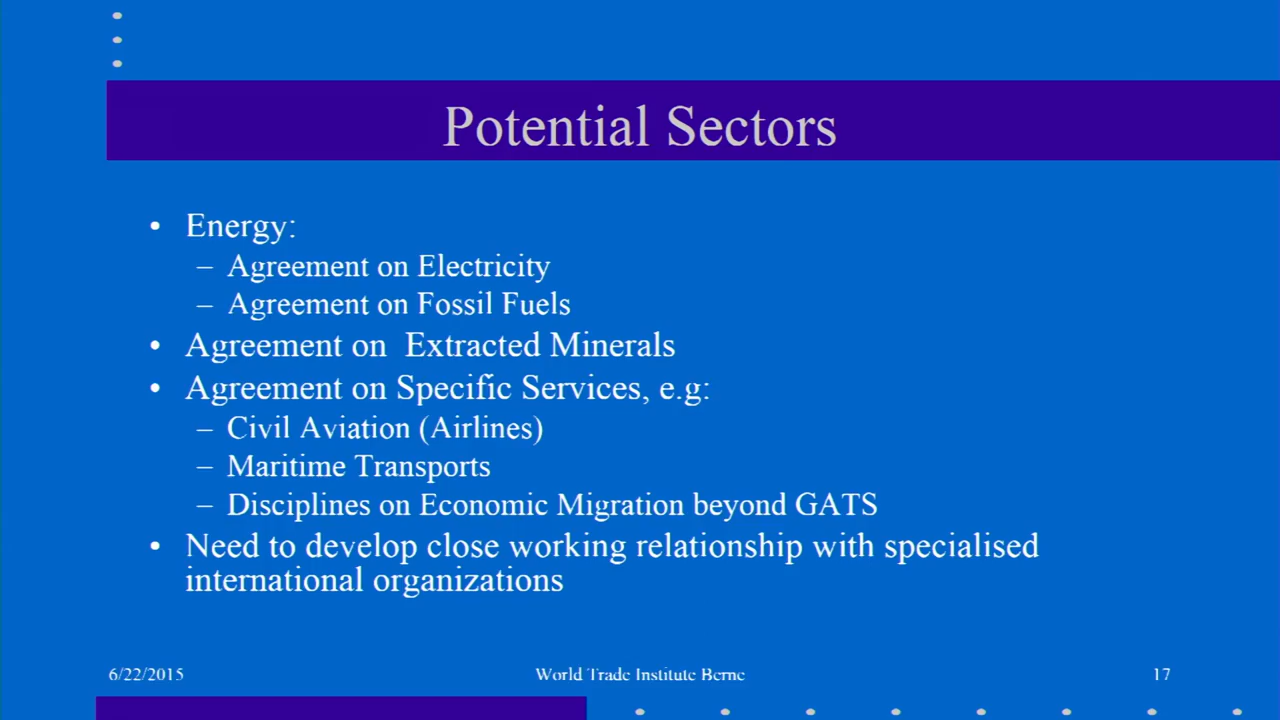 Potential Sectors
• Energy:
– Agreement on Electricity
– Agreement on Fossil Fuels
• Agreement on  Extracted Minerals
• Agreement on Specific Services, e.g:
– Civil Aviation (Airlines)
– Maritime Transports
– Disciplines on Economic Migration beyond GATS
• Need to develop close working relationship with specialised
international organizations
6/22/2015 World Trade Institute Berne 17